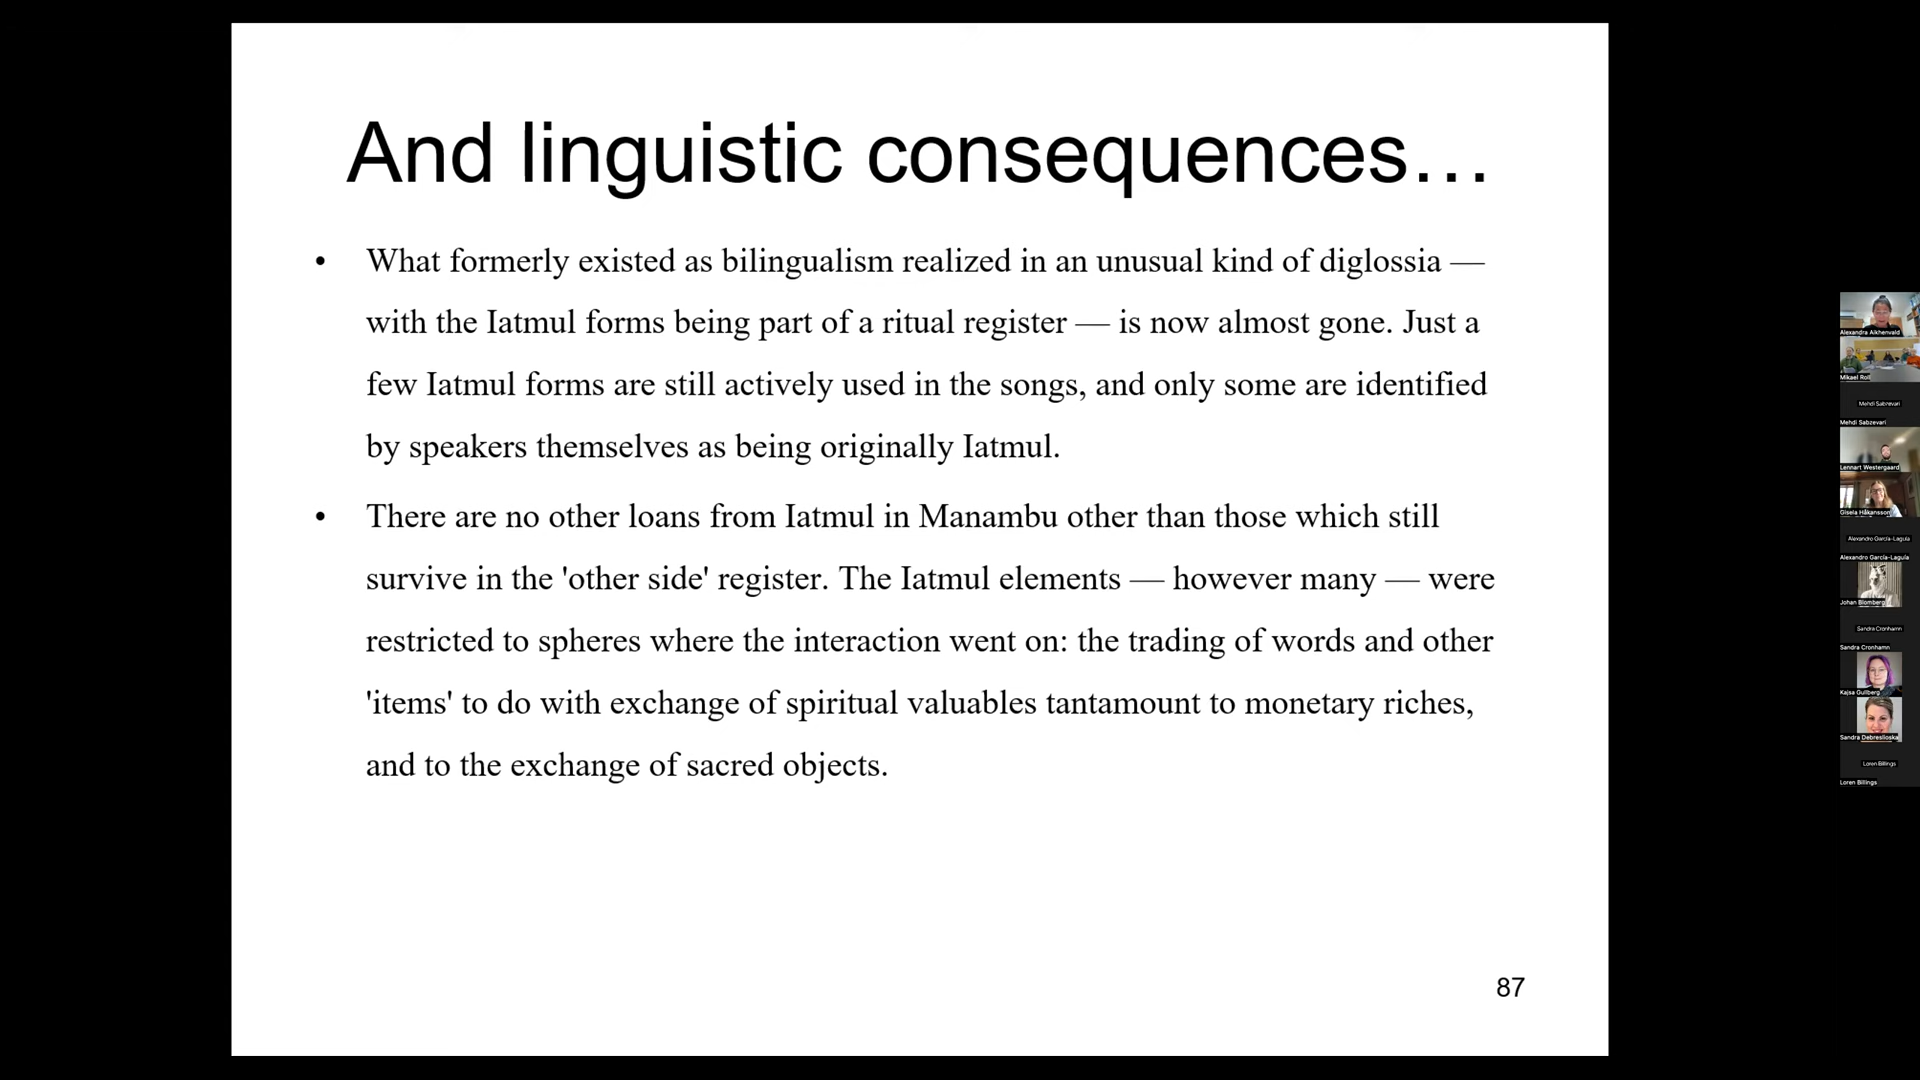 And linguistic consequences…
• What formerly existed as bilingualism realized in an unusual kind of diglossia —
with the Iatmul forms being part of a ritual register — is now almost gone. Just a
few Iatmul forms are still actively used in the songs, and only some are identified
by speakers themselves as being originally Iatmul.
• There are no other loans from Iatmul in Manambu other than those which still
survive in the 'other side' register. The Iatmul elements — however many — were
restricted to spheres where the interaction went on: the trading of words and other
'items' to do with exchange of spiritual valuables tantamount to monetary riches,
and to the exchange of sacred objects.
87
Alexandra Aikhenvald
Mikael Roll
Mehdi Sabzevari
Mehdi Sabzevari
Lennart Westergaard
Gisela Håkansson
Alexandro García-Laguía
Alexandro García-Laguía
Johan Blomberg
Sandra Cronhamn
Sandra Cronhamn
Kajsa Gullberg
Sandra Debreslioska
Loren Billings
Loren Billings